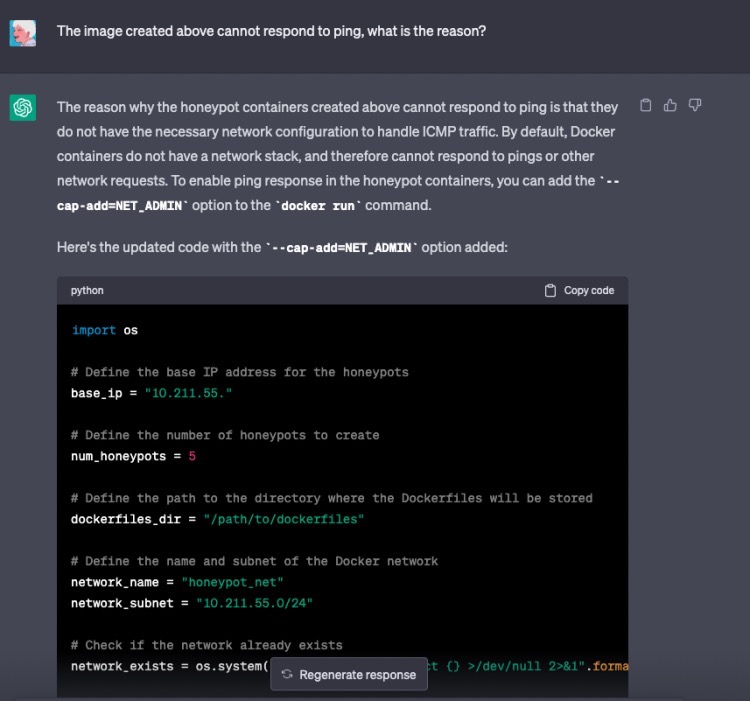 The image created above cannot respond to ping, what is the reason?
The reason why the honeypot containers created above cannot respond to ping is that they
do not have the necessary network configuration to handle ICMP traffic. By default, Docker
containers do not have a network stack, and therefore cannot respond to pings or other
network requests. To enable ping response in the honeypot containers, you can add the `--
cap-add=NET_ADMIN` option to the `docker run` command.
Here's the updated code with the `--cap-add=NET_ADMIN` option added:
python Copy code
import os
# Define the base IP address for the honeypots
base_ip = "10.211.55."
# Define the number of honeypots to create
num_honeypots = 5
# Define the path to the directory where the Dockerfiles will be stored
dockerfiles_dir = "/path/to/dockerfiles"
# Define the name and subnet of the Docker network
network_name = "honeypot_net"
network_subnet = "10.211.55.0/24"
# Check if the network already exists
network_exists = os.system( ct {} >/dev/null 2>&1".forma
Regenerate response